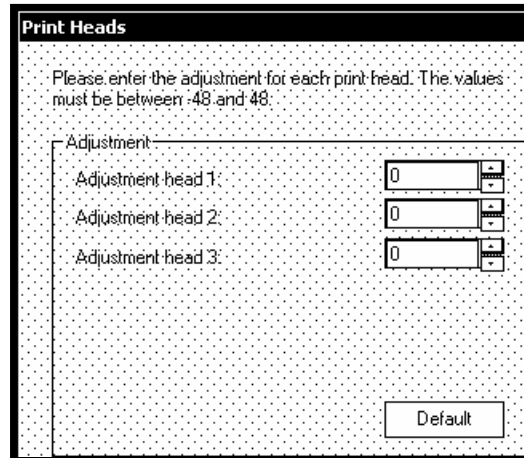 Print Heads
Please enter the adjustment for each print head. The values
must be between -48 and 48.
Adjustment
Adjustment head 1: 0
Adjustment head 2: 0
Adjustment head 3: 0
Default